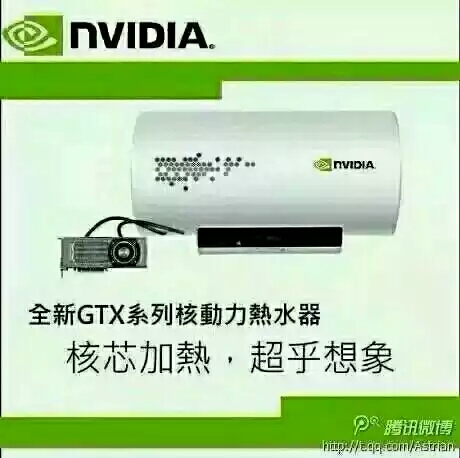 NVIDIA.
NVIDIA.
全新GTX系列核動力熱水器
核芯加熱，超乎想象
腾讯微博
http://t.qq.com/Astrian